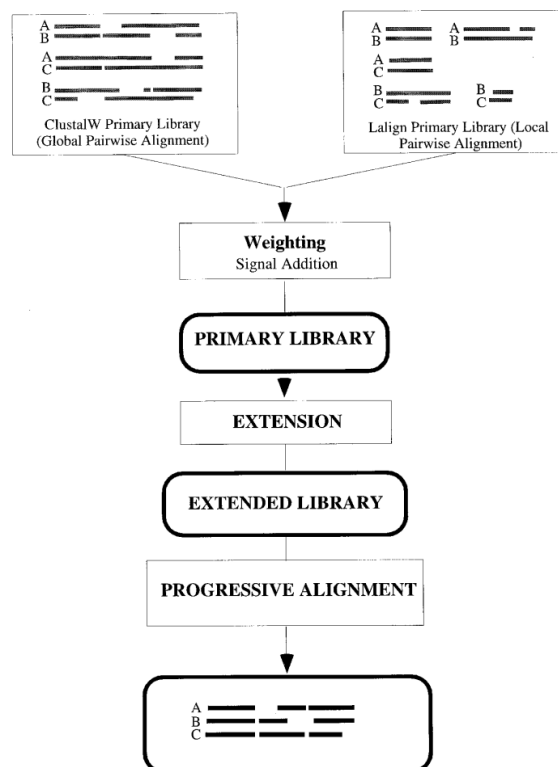 A
B
A
C
B
C
ClustalW Primary Library
(Global Pairwise Alignment)
A
B
A
B
A
C
B
C
B
C
Lalign Primary Library (Local
Pairwise Alignment)
Weighting
Signal Addition
PRIMARY LIBRARY
EXTENSION
EXTENDED LIBRARY
PROGRESSIVE ALIGNMENT
A
B
C